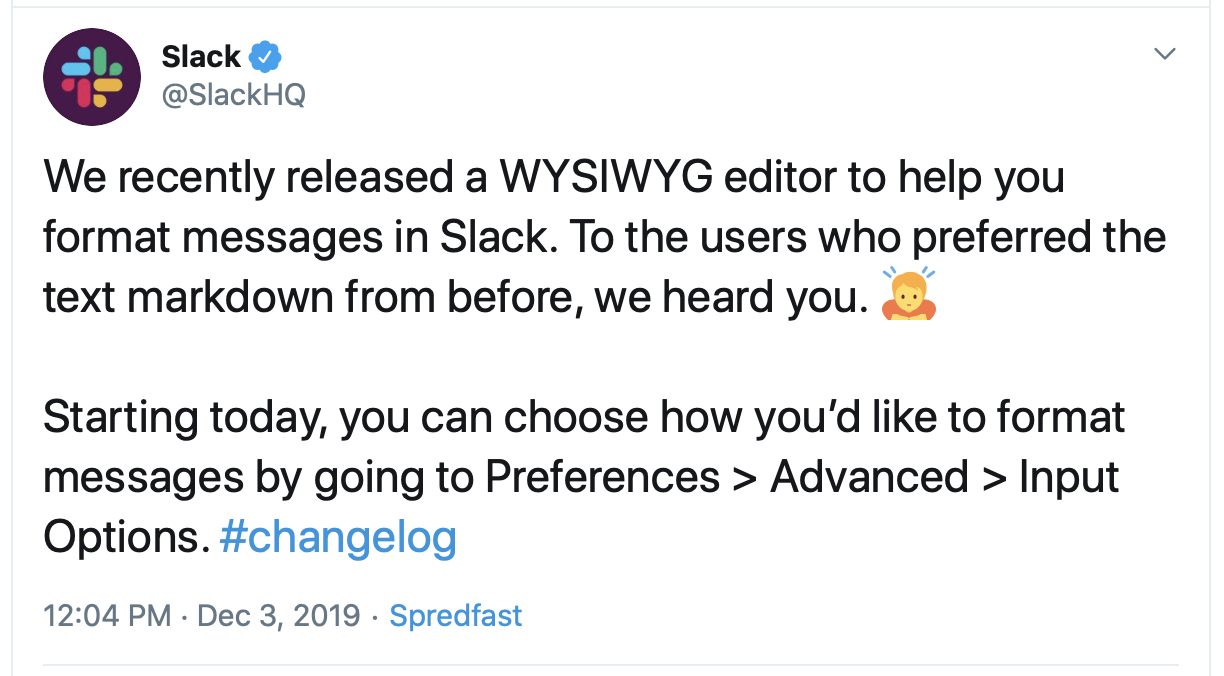 Slack
@SlackHQ
We recently released a WYSIWYG editor to help you
format messages in Slack. To the users who preferred the
text markdown from before, we heard you. 🙇
Starting today, you can choose how you’d like to format
messages by going to Preferences > Advanced > Input
Options. #changelog
12:04 PM · Dec 3, 2019 · Spredfast